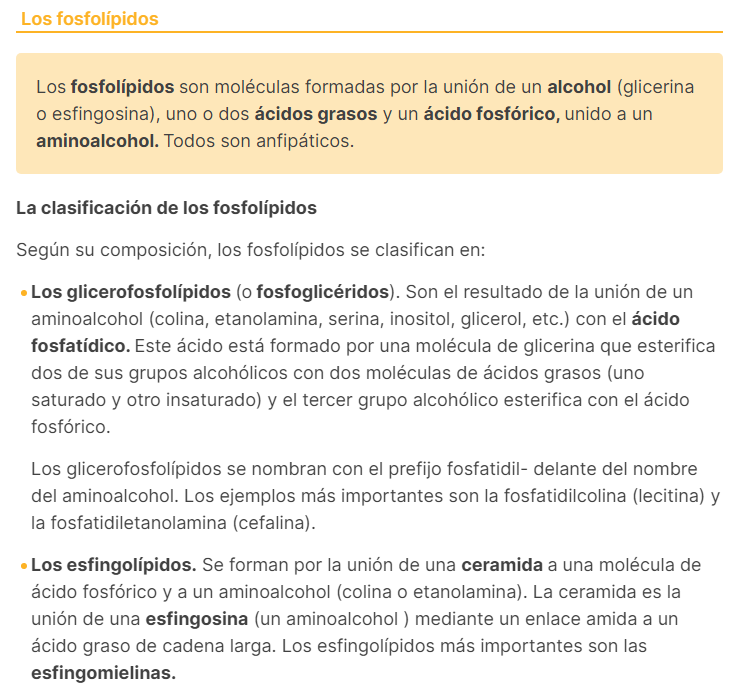 Los fosfolípidos
Los fosfolípidos son moléculas formadas por la unión de un alcohol (glicerina
o esfingosina), uno o dos ácidos grasos y un ácido fosfórico, unido a un
aminoalcohol. Todos son anfipáticos.
La clasificación de los fosfolípidos
Según su composición, los fosfolípidos se clasifican en:
• Los glicerofosfolípidos (o fosfoglicéridos). Son el resultado de la unión de un
aminoalcohol (colina, etanolamina, serina, inositol, glicerol, etc.) con el ácido
fosfatídico. Este ácido está formado por una molécula de glicerina que esterifica
dos de sus grupos alcohólicos con dos moléculas de ácidos grasos (uno
saturado y otro insaturado) y el tercer grupo alcohólico esterifica con el ácido
fosfórico.
Los glicerofosfolípidos se nombran con el prefijo fosfatidil- delante del nombre
del aminoalcohol. Los ejemplos más importantes son la fosfatidilcolina (lecitina) y
la fosfatidiletanolamina (cefalina).
• Los esfingolípidos. Se forman por la unión de una ceramida a una molécula de
ácido fosfórico y a un aminoalcohol (colina o etanolamina). La ceramida es la
unión de una esfingosina (un aminoalcohol ) mediante un enlace amida a un
ácido graso de cadena larga. Los esfingolípidos más importantes son las
esfingomielinas.